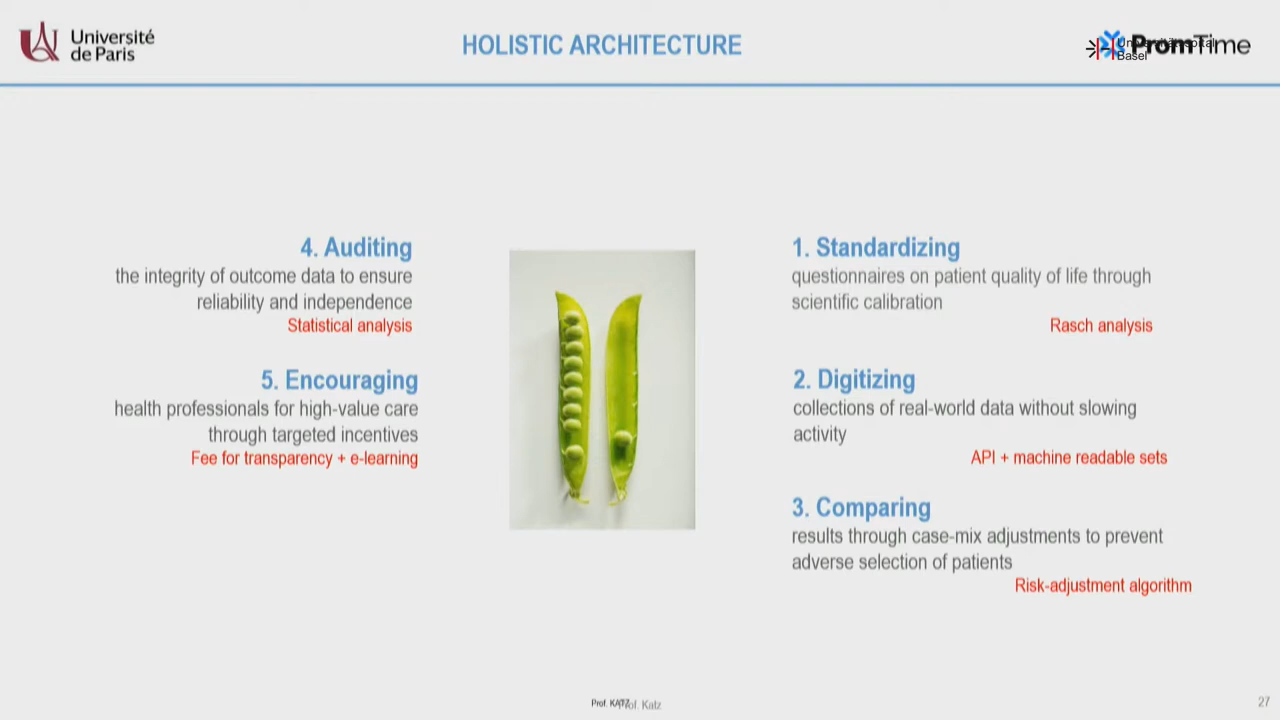 Université
de Paris
HOLISTIC ARCHITECTURE
PromTime
Basel
4. Auditing
the integrity of outcome data to ensure
reliability and independence
Statistical analysis
5. Encouraging
health professionals for high-value care
through targeted incentives
Fee for transparency + e-learning
1. Standardizing
questionnaires on patient quality of life through
scientific calibration
Rasch analysis
2. Digitizing
collections of real-world data without slowing
activity
API + machine readable sets
3. Comparing
results through case-mix adjustments to prevent
adverse selection of patients
Risk-adjustment algorithm
Prof. KATZ
Prof. Katz
27